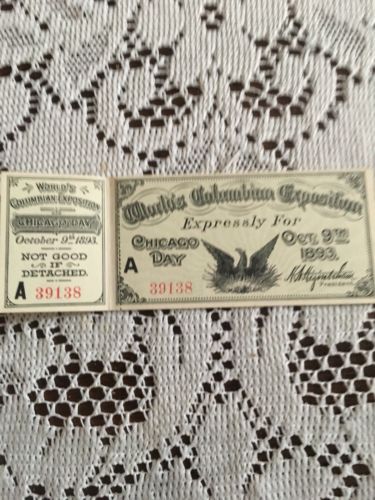 WORLD'S
COLUMBIAN EXPOSITION
CHICAGO DAY
October 9th 1893.
NOT GOOD
IF
DETACHED.
A 39138
World's Columbian Exposition
Expressly For
CHICAGO DAY
OCT. 9TH 1893.
A
39138
President